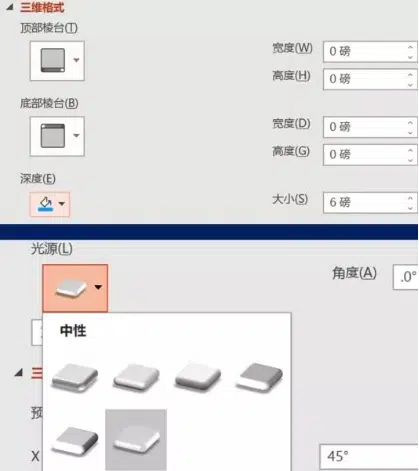 三维格式
顶部棱台(T)
宽度(W) 0 磅
高度(H) 0 磅
底部棱台(B)
宽度(D) 0 磅
高度(G) 0 磅
深度(E)
大小(S) 6 磅
光源(L)
角度(A) .0°
中性
三
预
X 45°